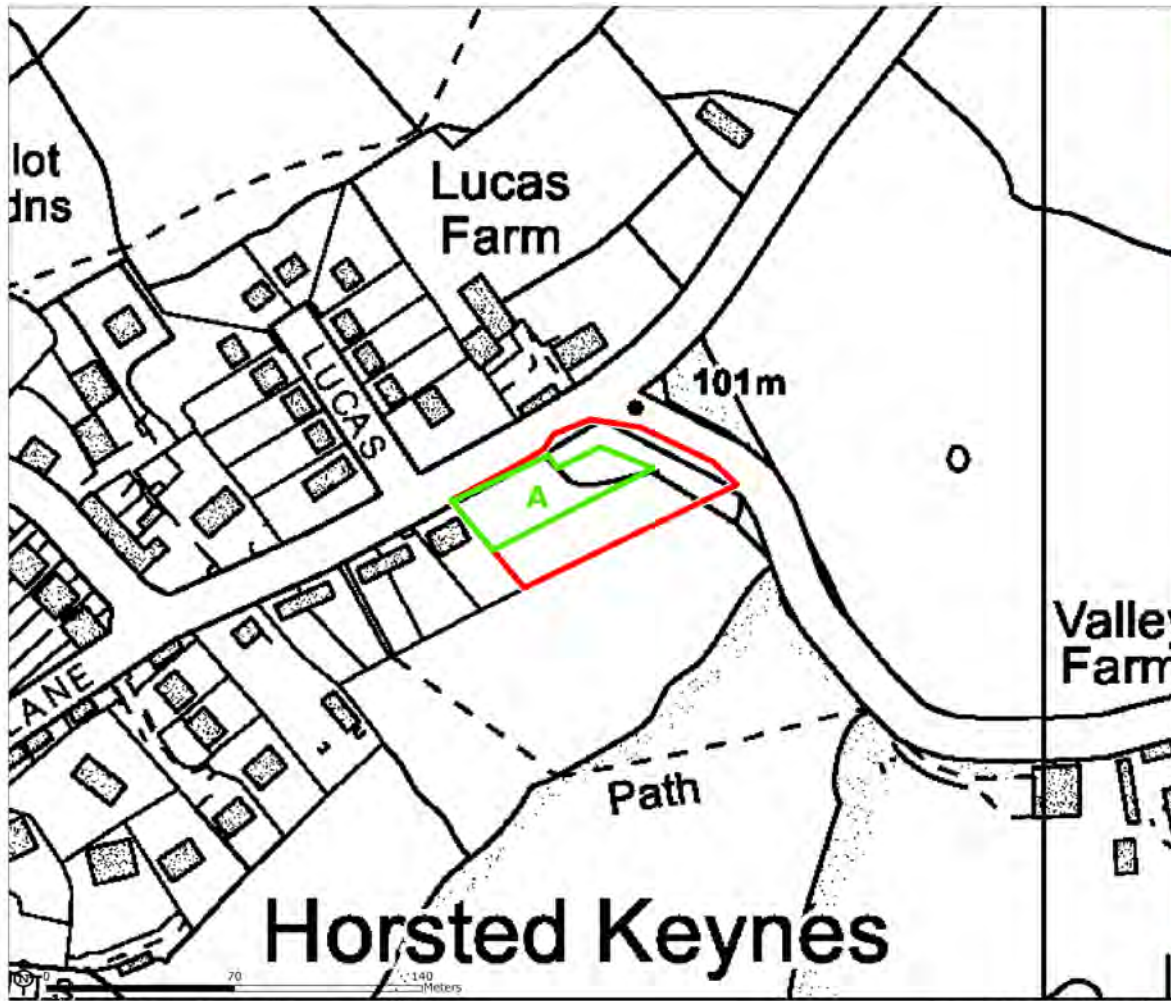 lot
dns
Lucas
Farm
LUCAS
101m
A
Valley
Farm
LANE
Path
Horsted Keynes
N
0 70 140
Meters